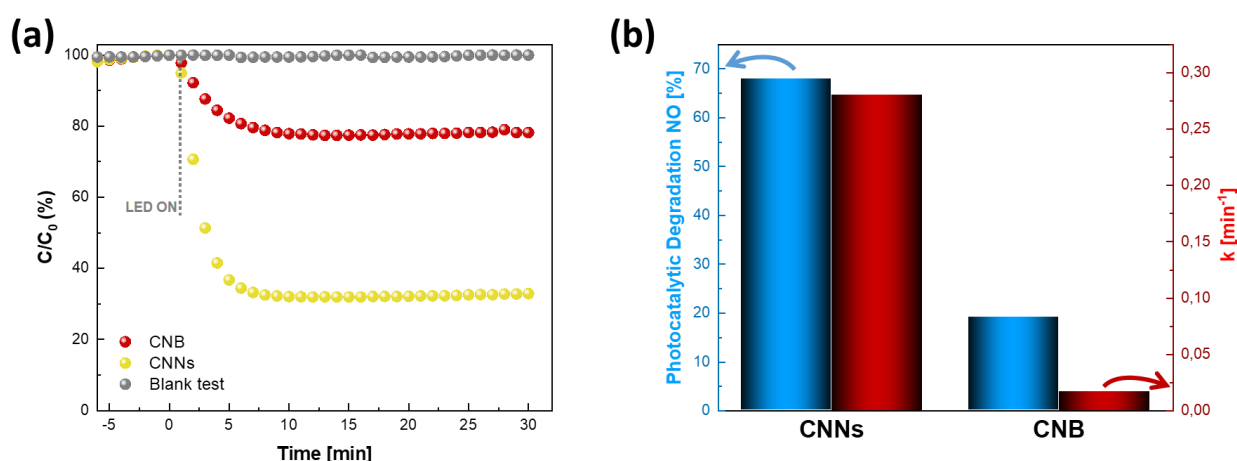 (a)
C/C0 (%)
100
80
60
40
20
0
LED ON
CNB
CNNs
Blank test
-5
0
5
10
15
20
25
30
Time [min]
(b)
Photocatalytic Degradation NO [%]
70
60
50
40
30
20
10
0
CNNs
CNB
0,30
0,25
0,20
0,15
0,10
0,05
0,00
k [min-1]